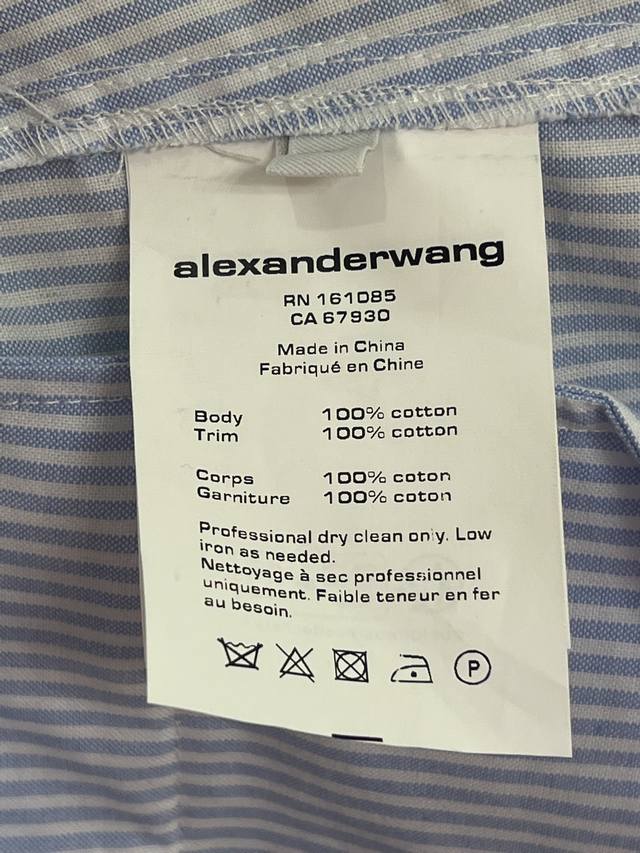 alexanderwang
RN 161085
CA 67930
Made in China
Fabriqué en Chine
Body 100% cotton
Trim 100% cotton
Corps 100% coton
Garniture 100% coton
Professional dry clean only. Low
iron as needed.
Nettoyage à sec professionnel
uniquement. Faible teneur en fer
au besoin.
P